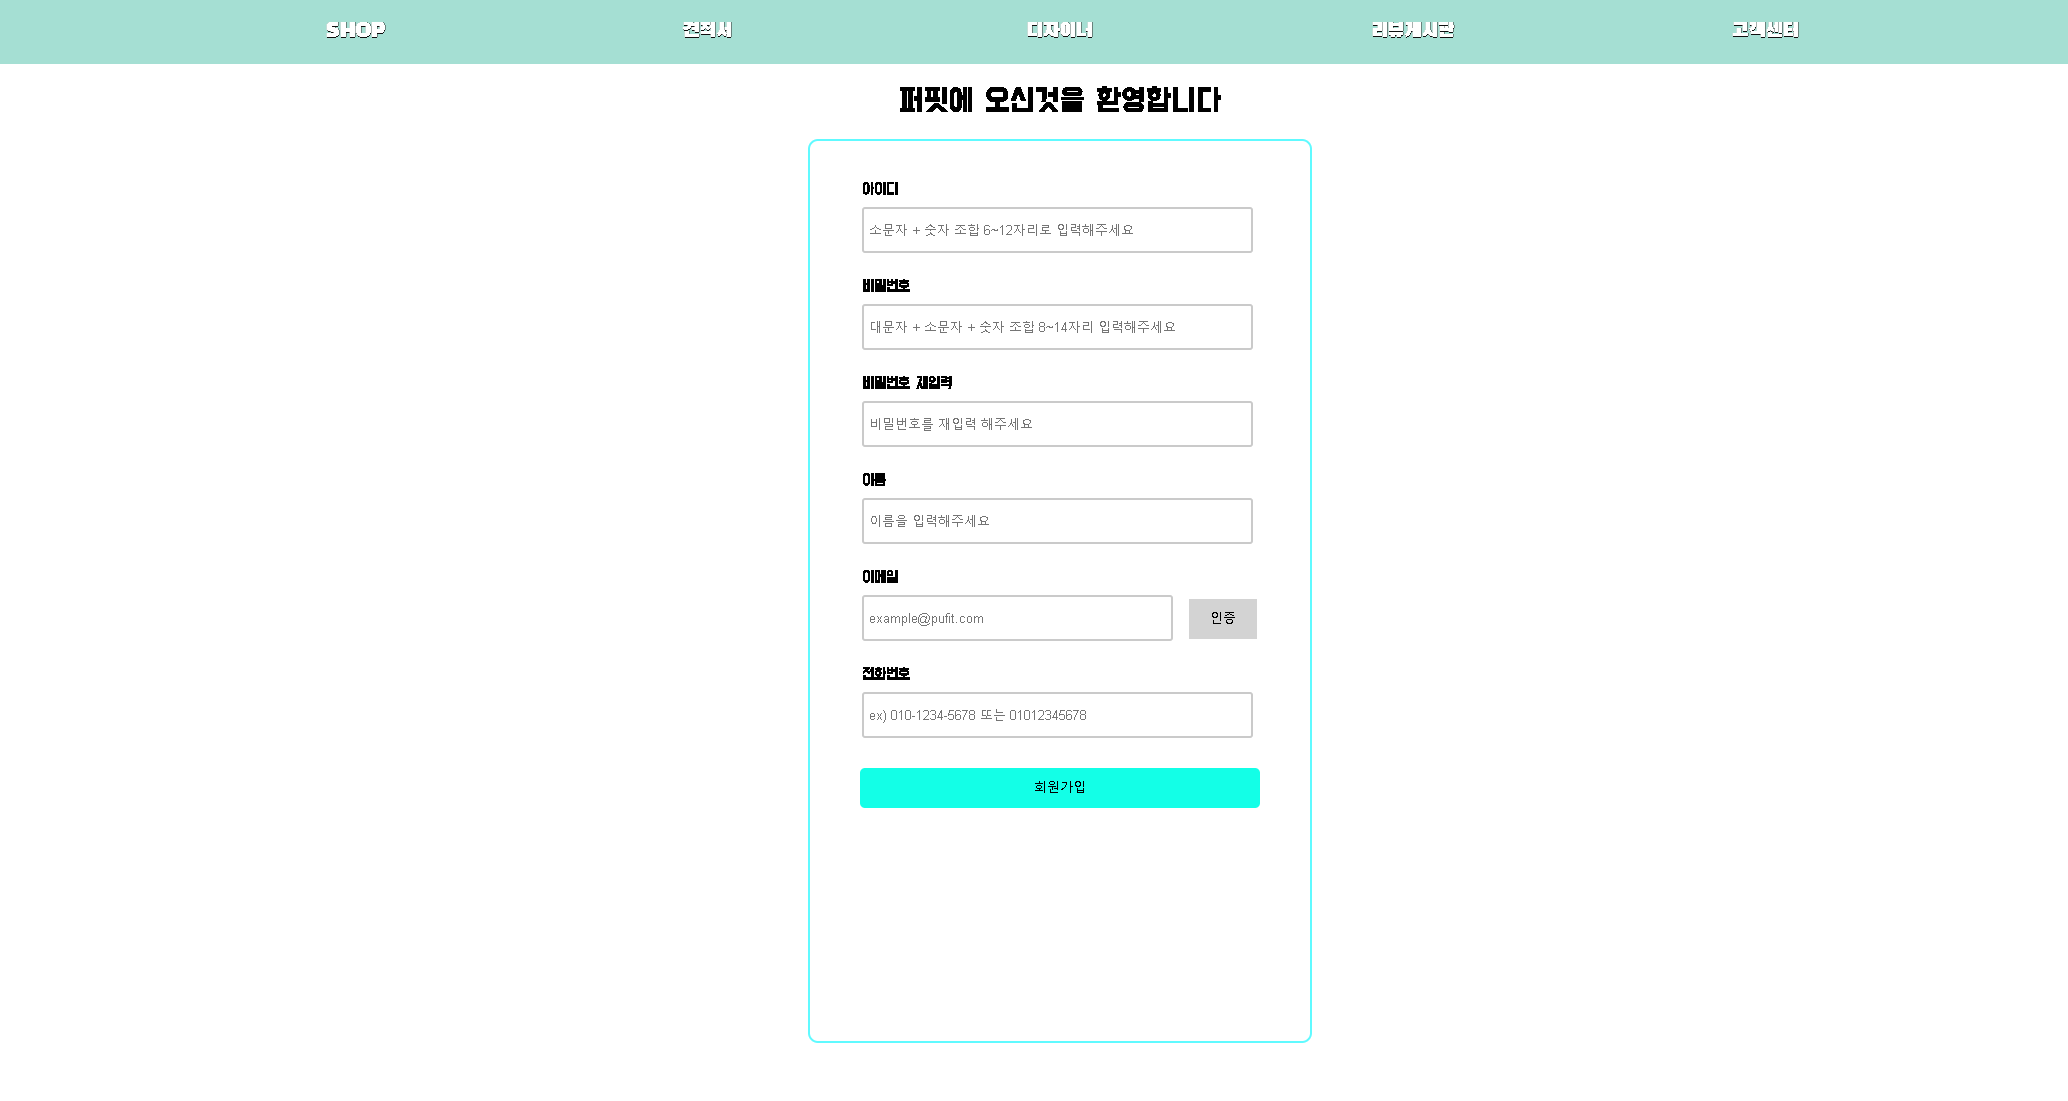 SHOP 견적서 디자이너 리뷰게시판 고객센터
퍼핏에 오신것을 환영합니다
아이디
소문자 + 숫자 조합 6~12자리로 입력해주세요
비밀번호
대문자 + 소문자 + 숫자 조합 8~14자리 입력해주세요
비밀번호 재입력
비밀번호를 재입력 해주세요
이름
이름을 입력해주세요
이메일
example@pufit.com 인증
전화번호
ex) 010-1234-5678 또는 01012345678
회원가입